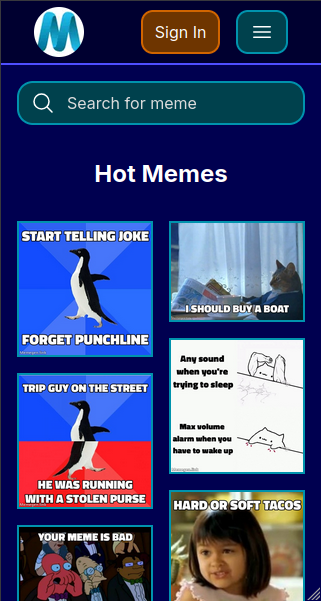 Sign In
Search for meme
Hot Memes
START TELLING JOKE
FORGET PUNCHLINE
I SHOULD BUY A BOAT
TRIP GUY ON THE STREET
HE WAS RUNNING
WITH A STOLEN PURSE
Any sound
when you're
trying to sleep
Max volume
alarm when you
have to wake up
YOUR MEME IS BAD
HARD OR SOFT TACOS